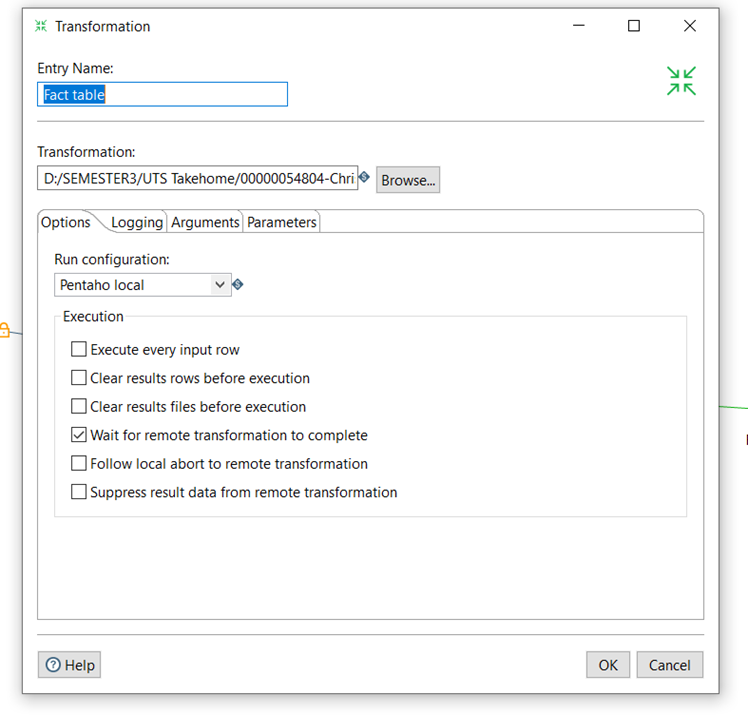 Transformation
Entry Name:
Fact table
Transformation:
D:/SEMESTER3/UTS Takehome/00000054804-Chri
Browse...
Options Logging Arguments Parameters
Run configuration:
Pentaho local
Execution
Execute every input row
Clear results rows before execution
Clear results files before execution
Wait for remote transformation to complete
Follow local abort to remote transformation
Suppress result data from remote transformation
Help OK Cancel